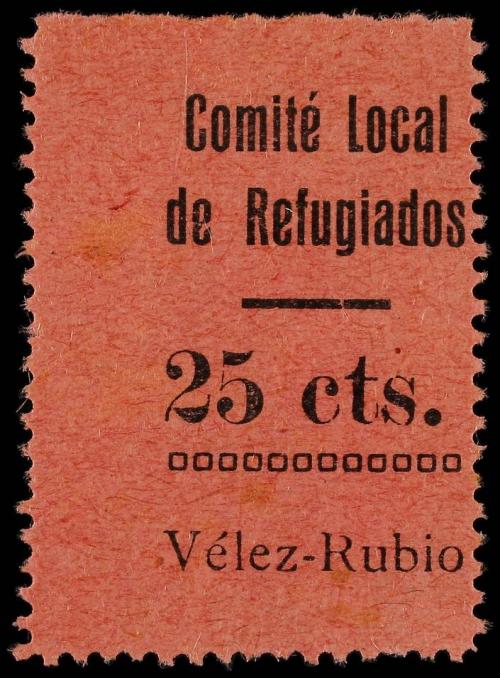 Comité Local
de Refugiados
25 cts.
Vélez-Rubio